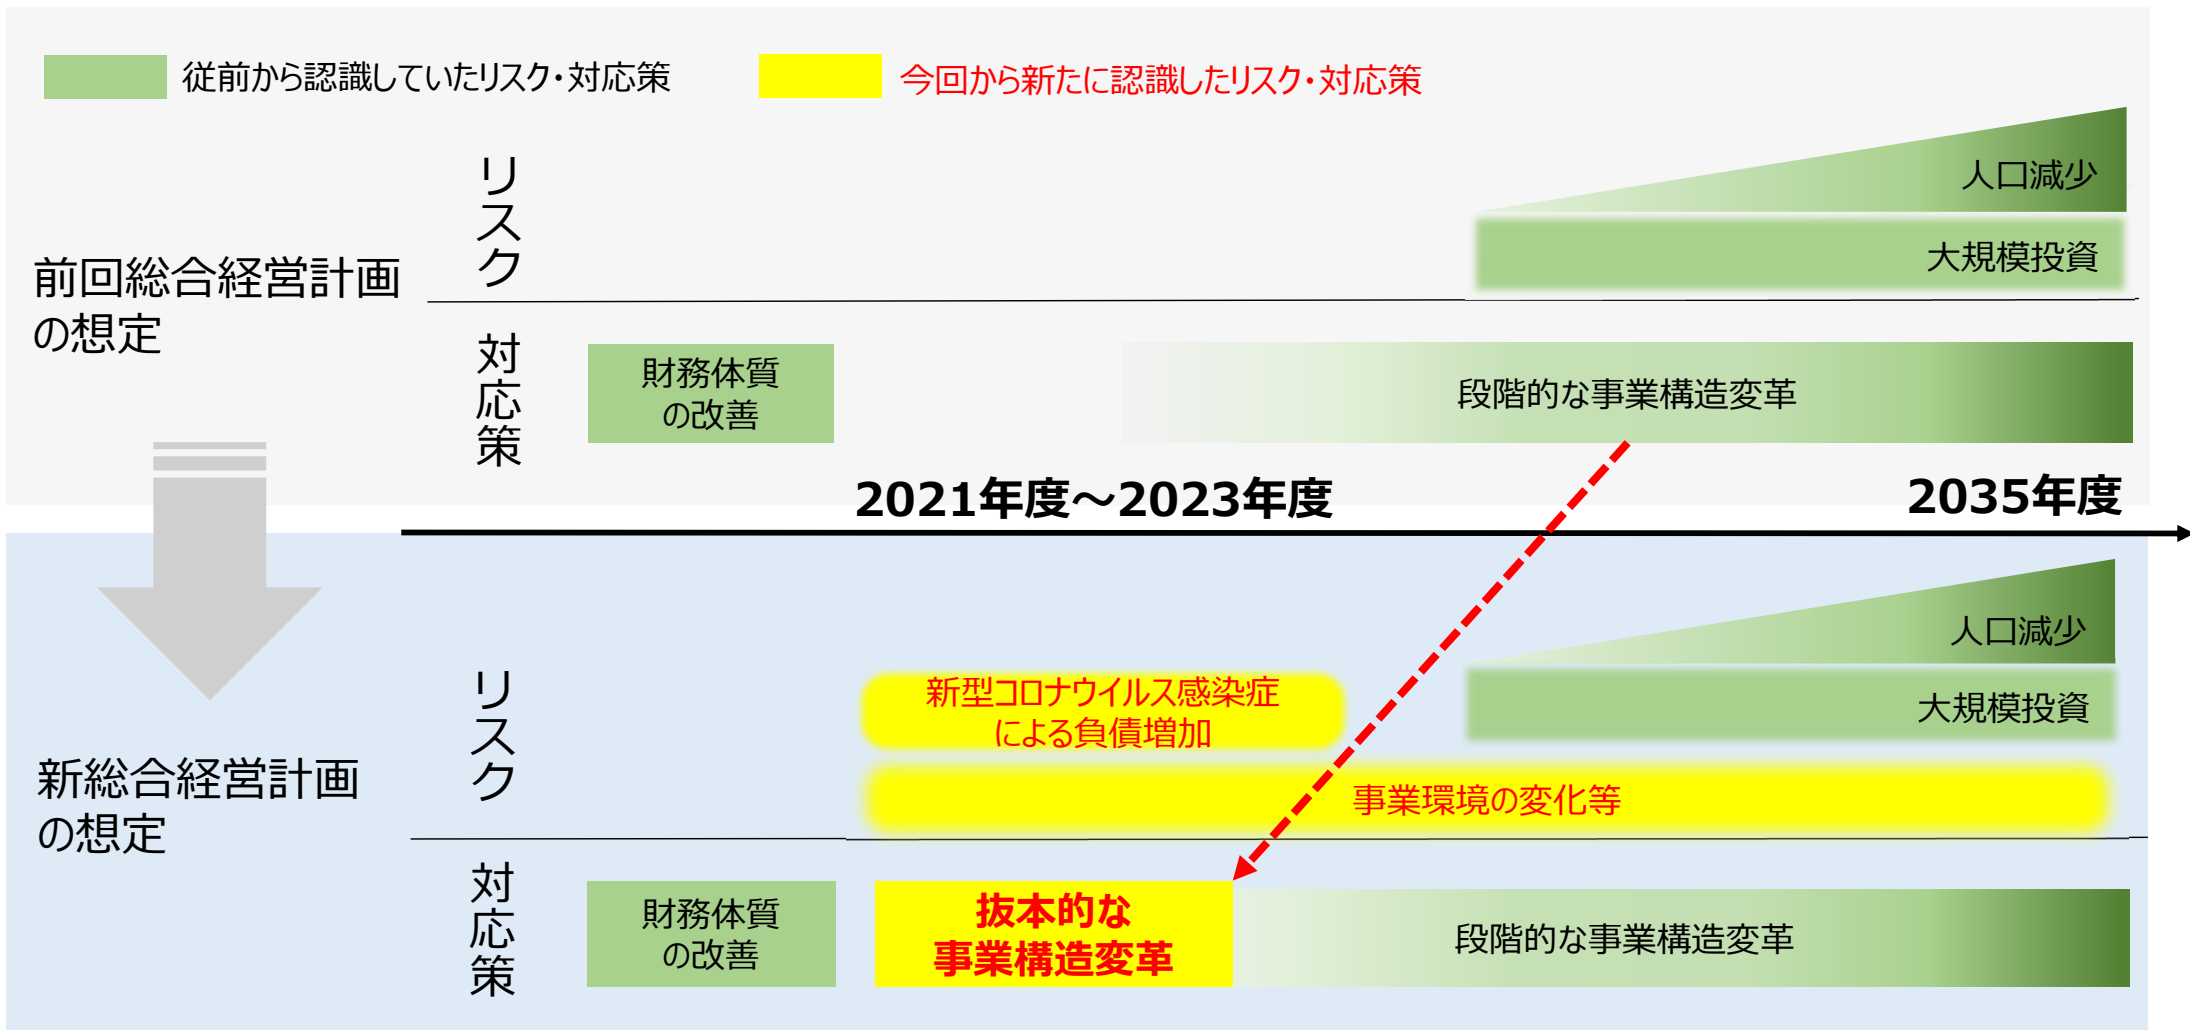 従前から認識していたリスク・対応策
今回から新たに認識したリスク・対応策
前回総合経営計画
の想定
リスク
人口減少
大規模投資
対応策
財務体質
の改善
段階的な事業構造変革
2021年度～2023年度
2035年度
新総合経営計画
の想定
リスク
人口減少
新型コロナウイルス感染症
による負債増加
大規模投資
事業環境の変化等
対応策
財務体質
の改善
抜本的な
事業構造変革
段階的な事業構造変革